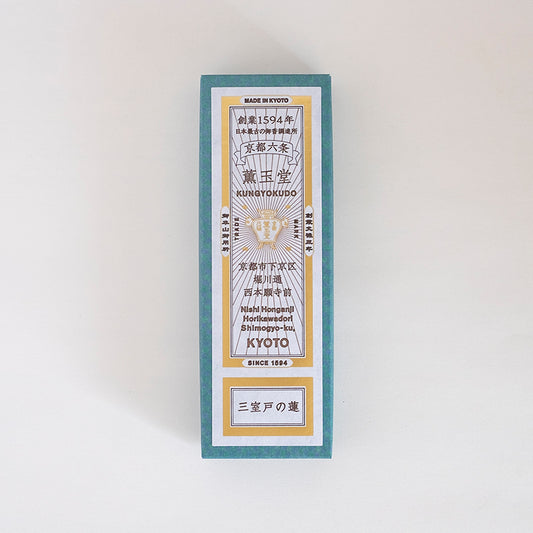 MADE IN KYOTO
創業1594年
日本最古の御香調進所
京都六条
薫玉堂
KUNGYOKUDO
TRADE
MARK
京都市下京区
堀川通
西本願寺前
Nishi Honganji
Horikawadori
Shimogyo-ku,
KYOTO
SINCE 1594
三室戸の蓮